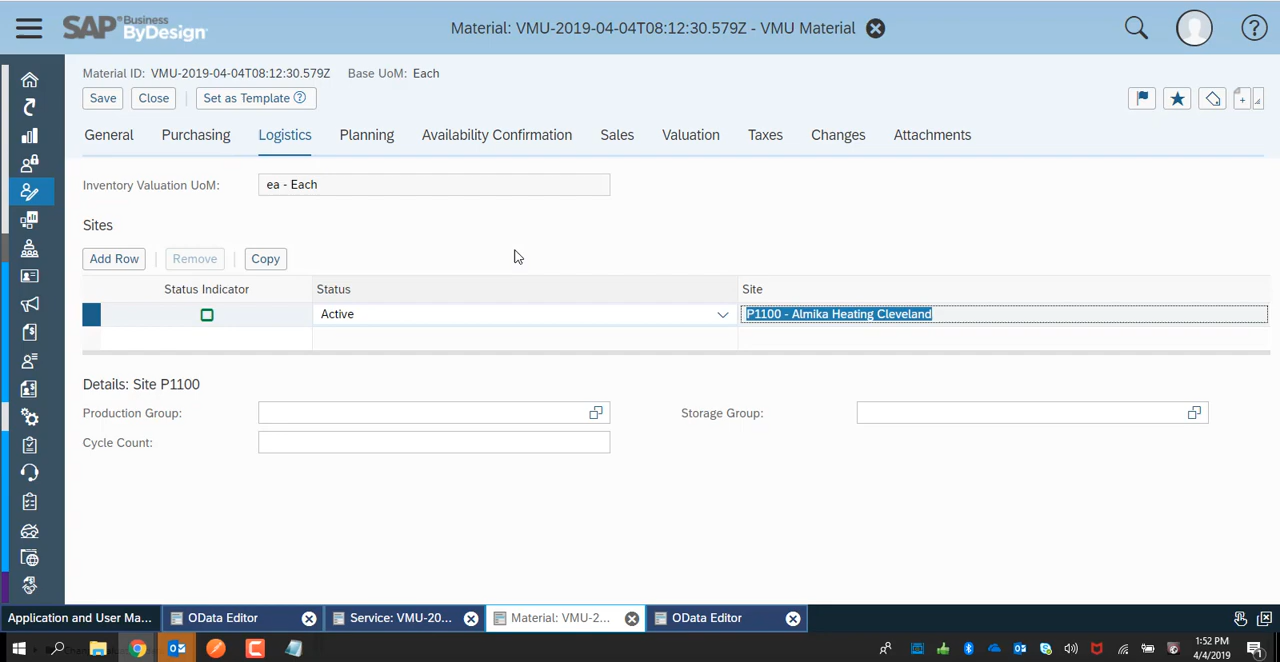 SAP Business ByDesign
Material: VMU-2019-04-04T08:12:30.579Z - VMU Material
Material ID: VMU-2019-04-04T08:12:30.579Z Base UoM: Each
Save Close Set as Template
General Purchasing Logistics Planning Availability Confirmation Sales Valuation Taxes Changes Attachments
Inventory Valuation UoM: ea - Each
Sites
Add Row Remove Copy
Status Indicator Status Site
Active P1100 - Almika Heating Cleveland
Details: Site P1100
Production Group: Storage Group:
Cycle Count:
Application and User Ma... OData Editor Service: VMU-20... Material: VMU-2... OData Editor
1:52 PM
4/4/2019